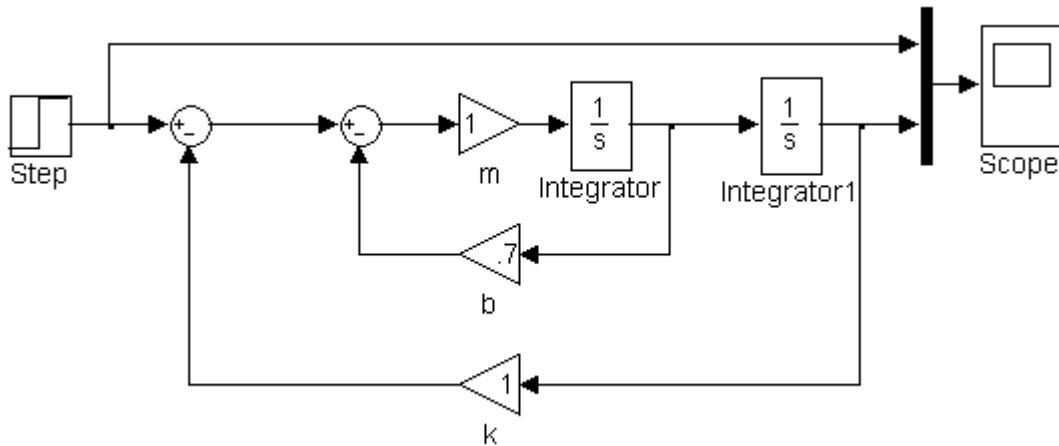 Step
+
−
+
−
1
m
1
s
Integrator
1
s
Integrator1
Scope
.7
b
1
k